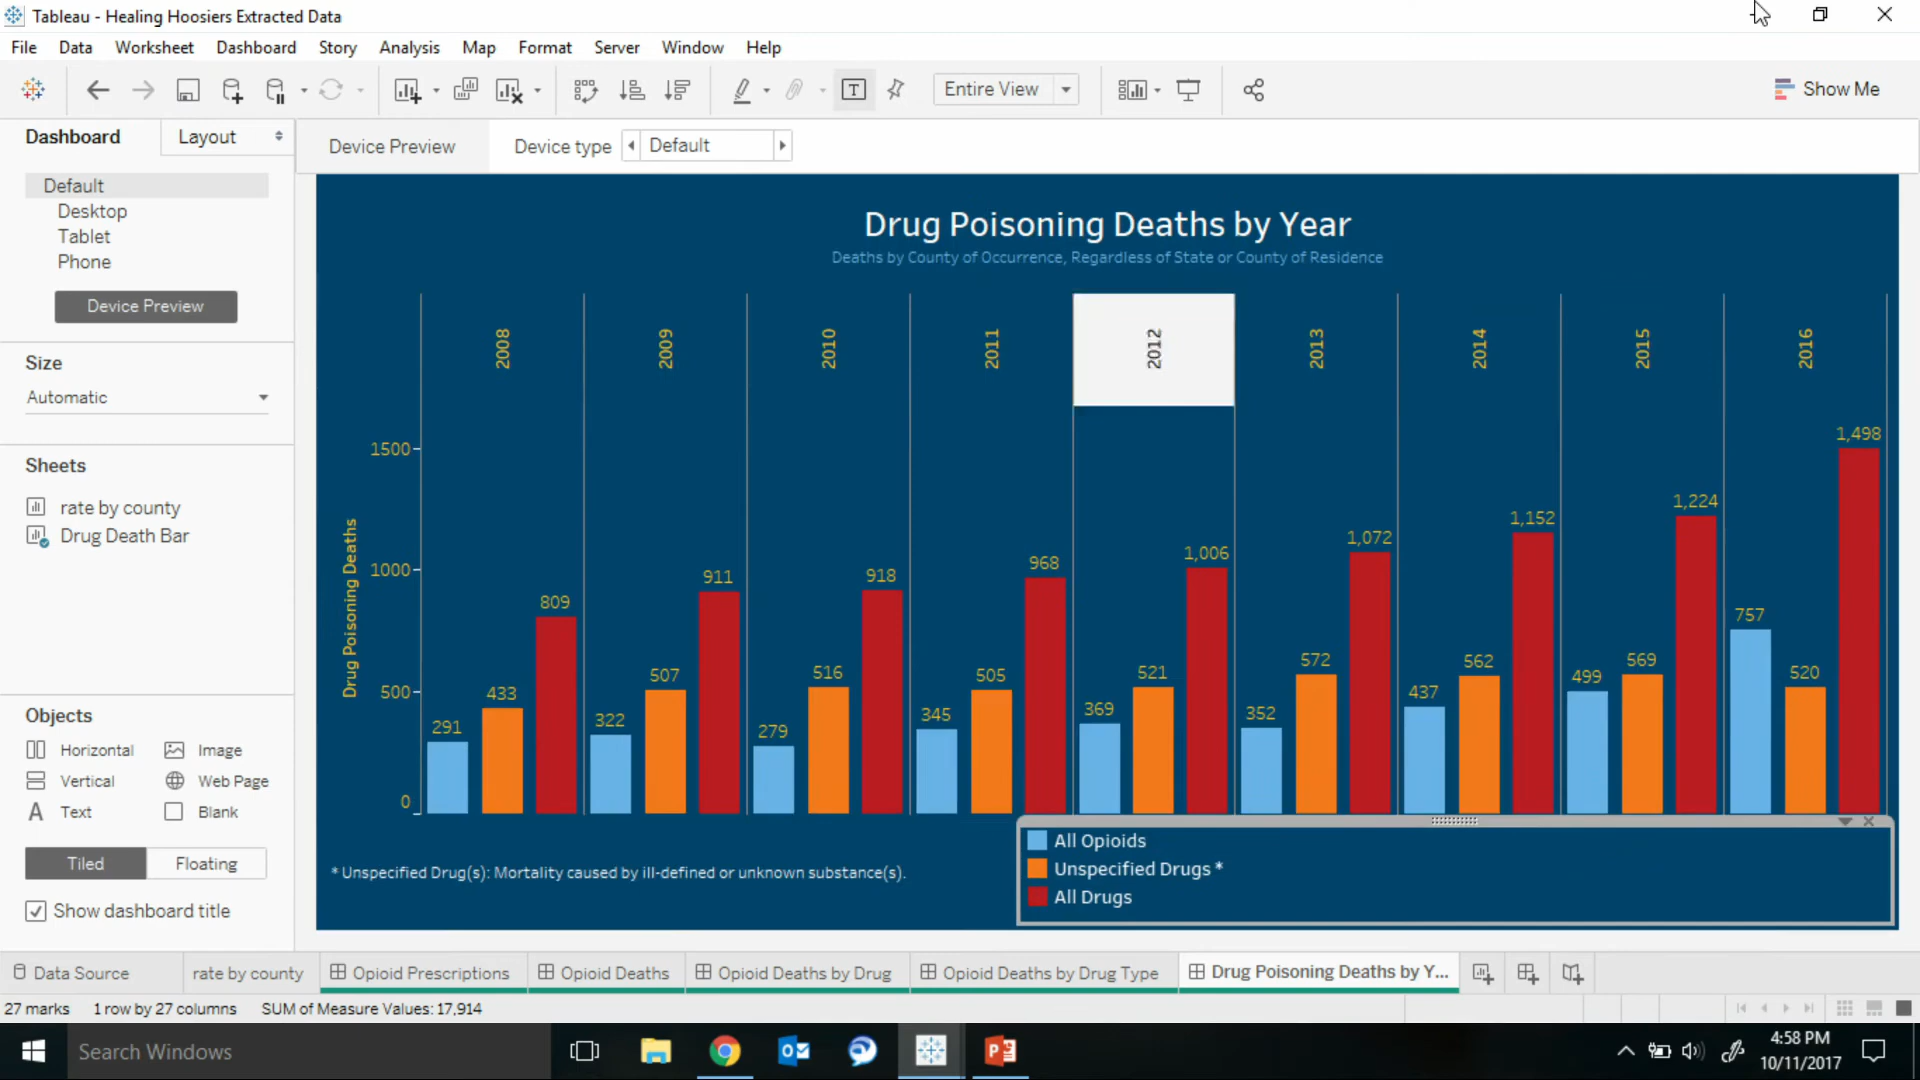 Tableau - Healing Hoosiers Extracted Data
File Data Worksheet Dashboard Story Analysis Map Format Server Window Help
Entire View
Show Me
Dashboard Layout
Device Preview Device type Default
Default
Desktop
Tablet
Phone
Device Preview
Size
Automatic
Sheets
rate by county
Drug Death Bar
Objects
Horizontal Image
Vertical Web Page
A Text Blank
Tiled Floating
Show dashboard title
Drug Poisoning Deaths by Year
Deaths by County of Occurrence, Regardless of State or County of Residence
2008 2009 2010 2011 2012 2013 2014 2015 2016
Drug Poisoning Deaths
1500
1000
500
0
291 433 809
322 507 911
279 516 918
345 505 968
369 521 1,006
352 572 1,072
437 562 1,152
499 569 1,224
757 520 1,498
* Unspecified Drug(s): Mortality caused by ill-defined or unknown substance(s).
All Opioids
Unspecified Drugs *
All Drugs
Data Source rate by county Opioid Prescriptions Opioid Deaths Opioid Deaths by Drug Opioid Deaths by Drug Type Drug Poisoning Deaths by Y...
27 marks 1 row by 27 columns SUM of Measure Values: 17,914
Search Windows
4:58 PM
10/11/2017